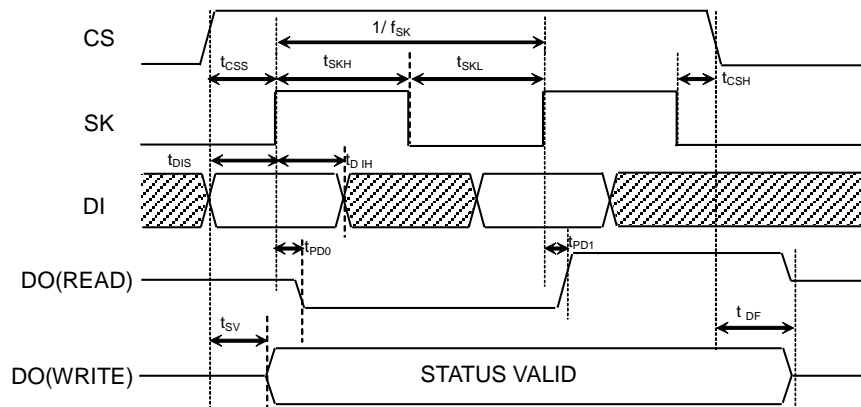 CS
1/ fSK
tCSS
tSKH
tSKL
tCSH
SK
tDIS
tD IH
DI
tPD0
tPD1
DO(READ)
tSV
t DF
DO(WRITE)
STATUS VALID